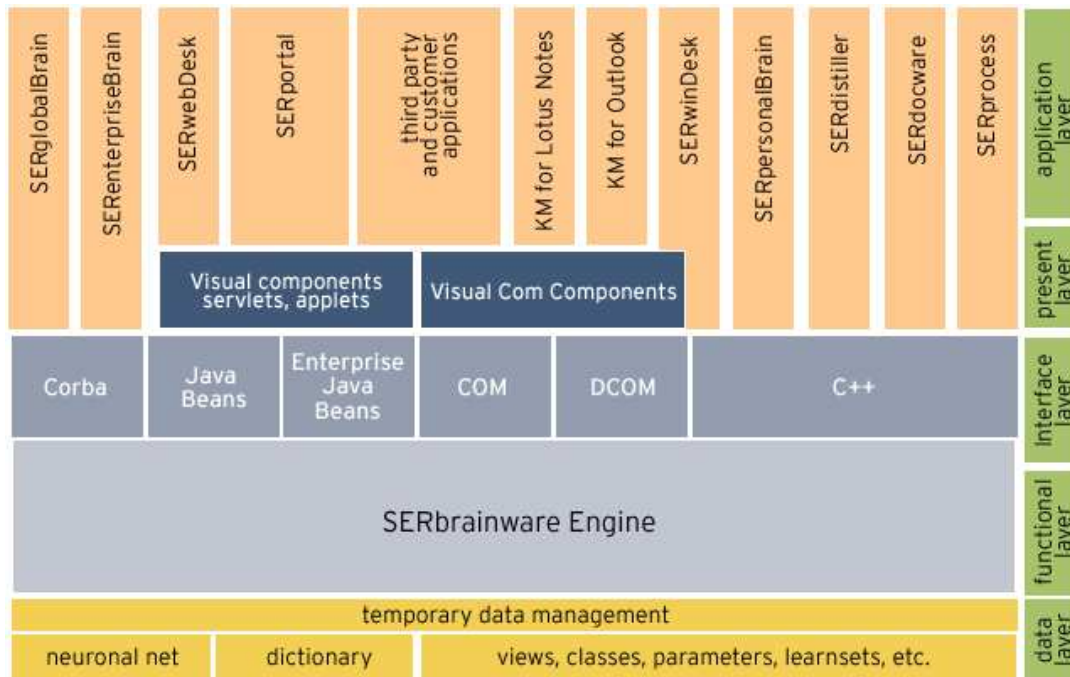 SERglobalBrain
SERenterpriseBrain
SERwebDesk
SERportal
third party
and customer
applications
KM for Lotus Notes
KM for Outlook
SERwinDesk
SERpersonalBrain
SERdistiller
SERdocware
SERprocess
application
layer
Visual components
servlets, applets
Visual Com Components
present
layer
Corba
Java
Beans
Enterprise
Java
Beans
COM
DCOM
C++
Interface
layer
SERbrainware Engine
functional
layer
temporary data management
neuronal net
dictionary
views, classes, parameters, learnsets, etc.
data
layer